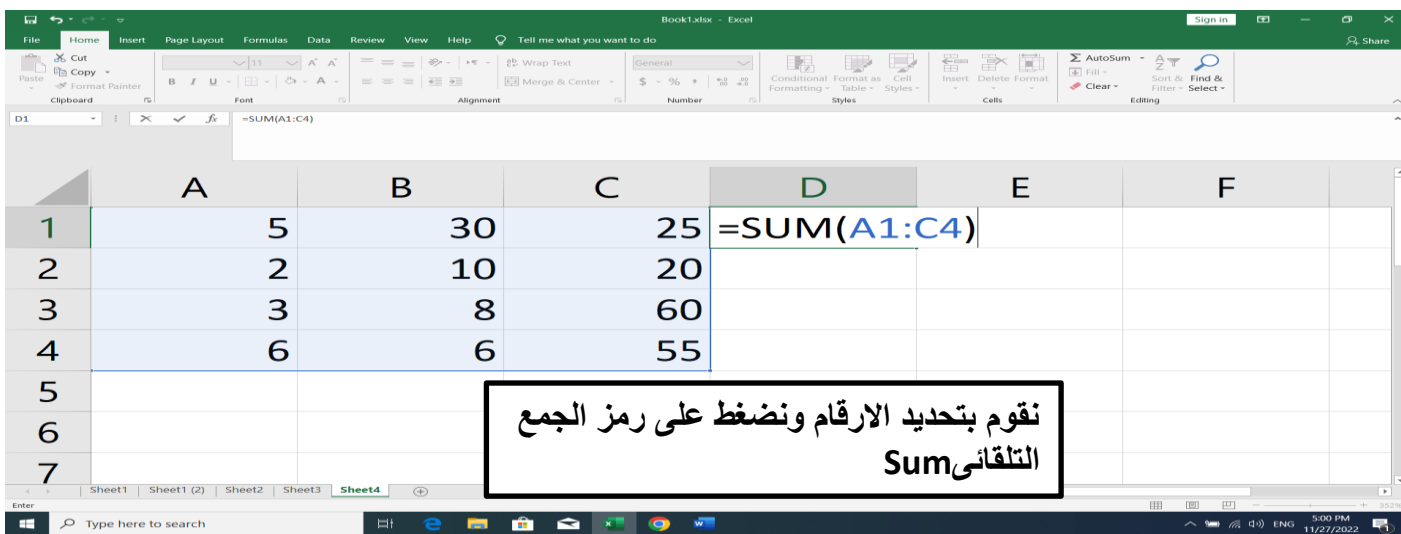 Book1.xlsx - Excel
Sign in
File Home Insert Page Layout Formulas Data Review View Help Tell me what you want to do Share
Paste
Cut
Copy
Format Painter
Clipboard
11
A A
B I U
A
Font
Wrap Text
Merge & Center
Alignment
General
$ % ,
Number
Conditional Formatting
Format as Table
Cell Styles
Styles
Insert Delete Format
Cells
AutoSum
Fill
Clear
Sort & Filter
Find & Select
Editing
D1 fx =SUM(A1:C4)
A B C D E F
1 5 30 25 =SUM(A1:C4)
2 2 10 20
3 3 8 60
4 6 6 55
5
6
7
نقوم بتحديد الارقام ونضغط على رمز الجمع
التلقائىSum
Sheet1 Sheet1 (2) Sheet2 Sheet3 Sheet4
Enter
352%
Type here to search
ENG
5:00 PM
11/27/2022
1